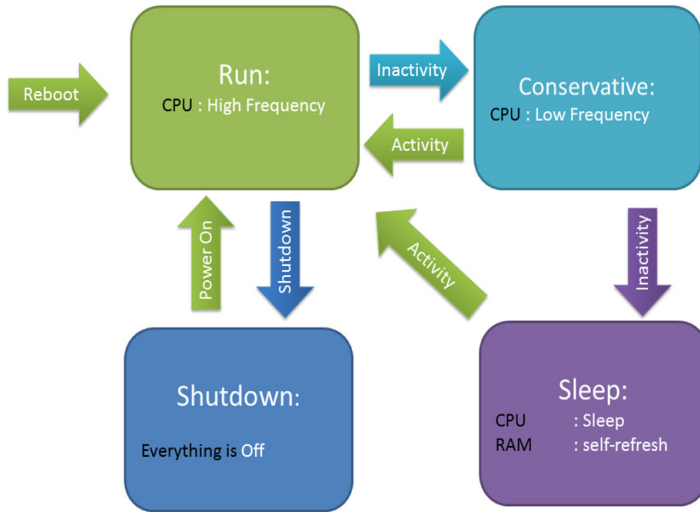 Reboot
Run:
CPU : High Frequency
Inactivity
Activity
Conservative:
CPU : Low Frequency
Power On
Shutdown
Activity
Inactivity
Shutdown:
Everything is Off
Sleep:
CPU : Sleep
RAM : self-refresh